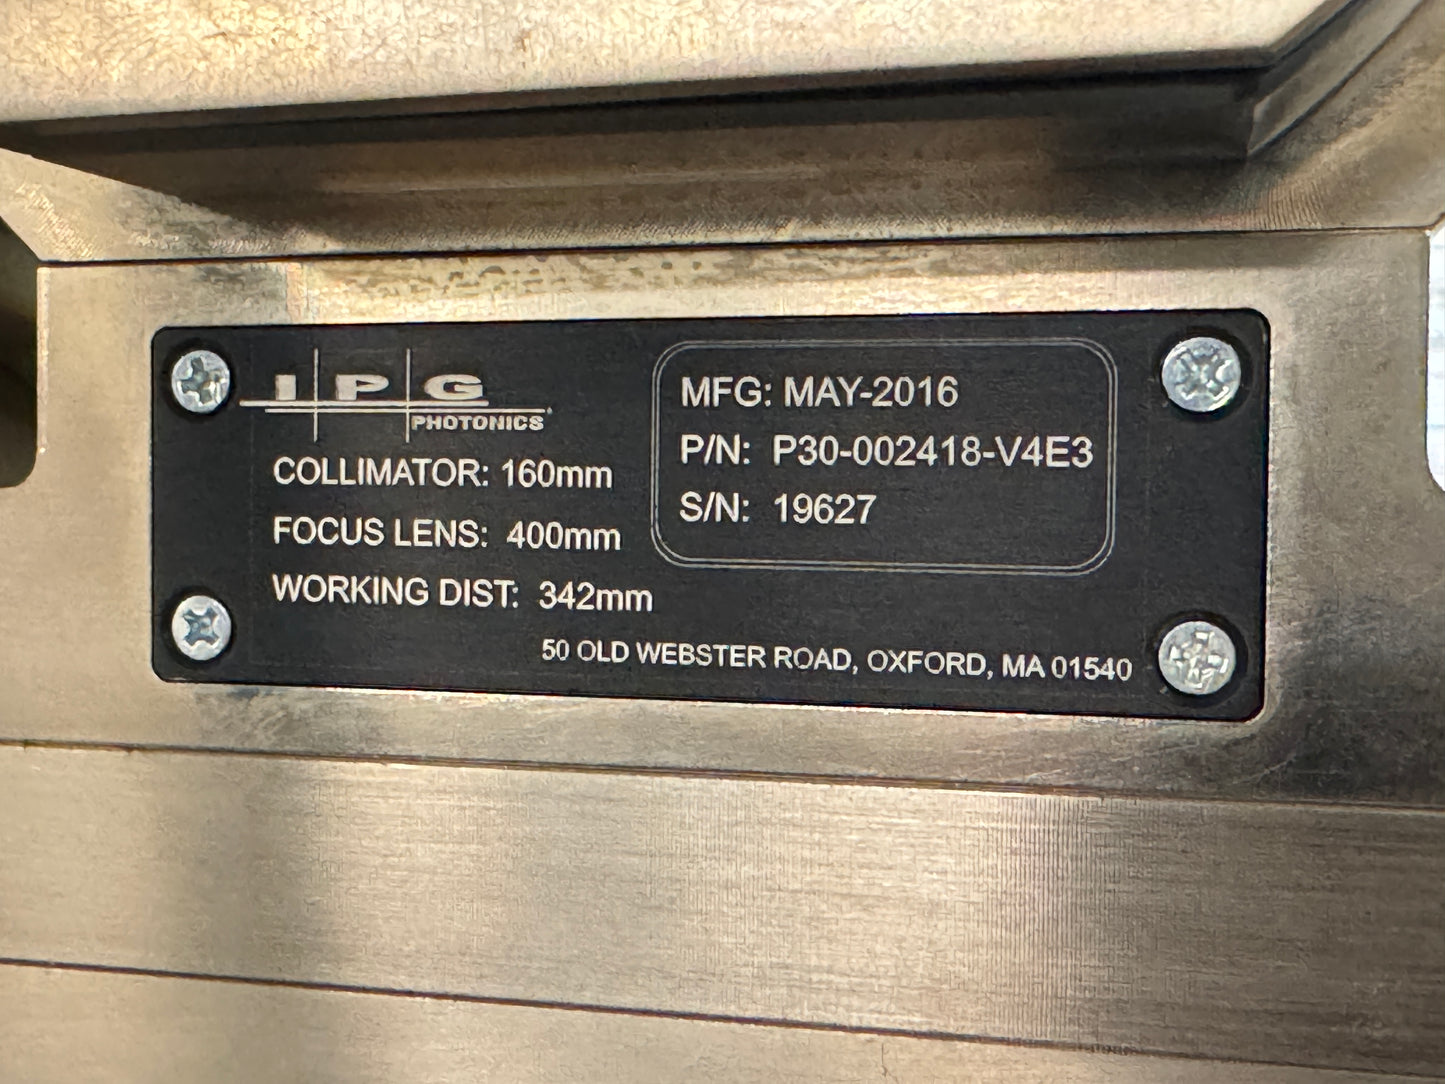 IPG
PHOTONICS
COLLIMATOR: 160mm
FOCUS LENS: 400mm
WORKING DIST: 342mm
MFG: MAY-2016
P/N: P30-002418-V4E3
S/N: 19627
50 OLD WEBSTER ROAD, OXFORD, MA 01540